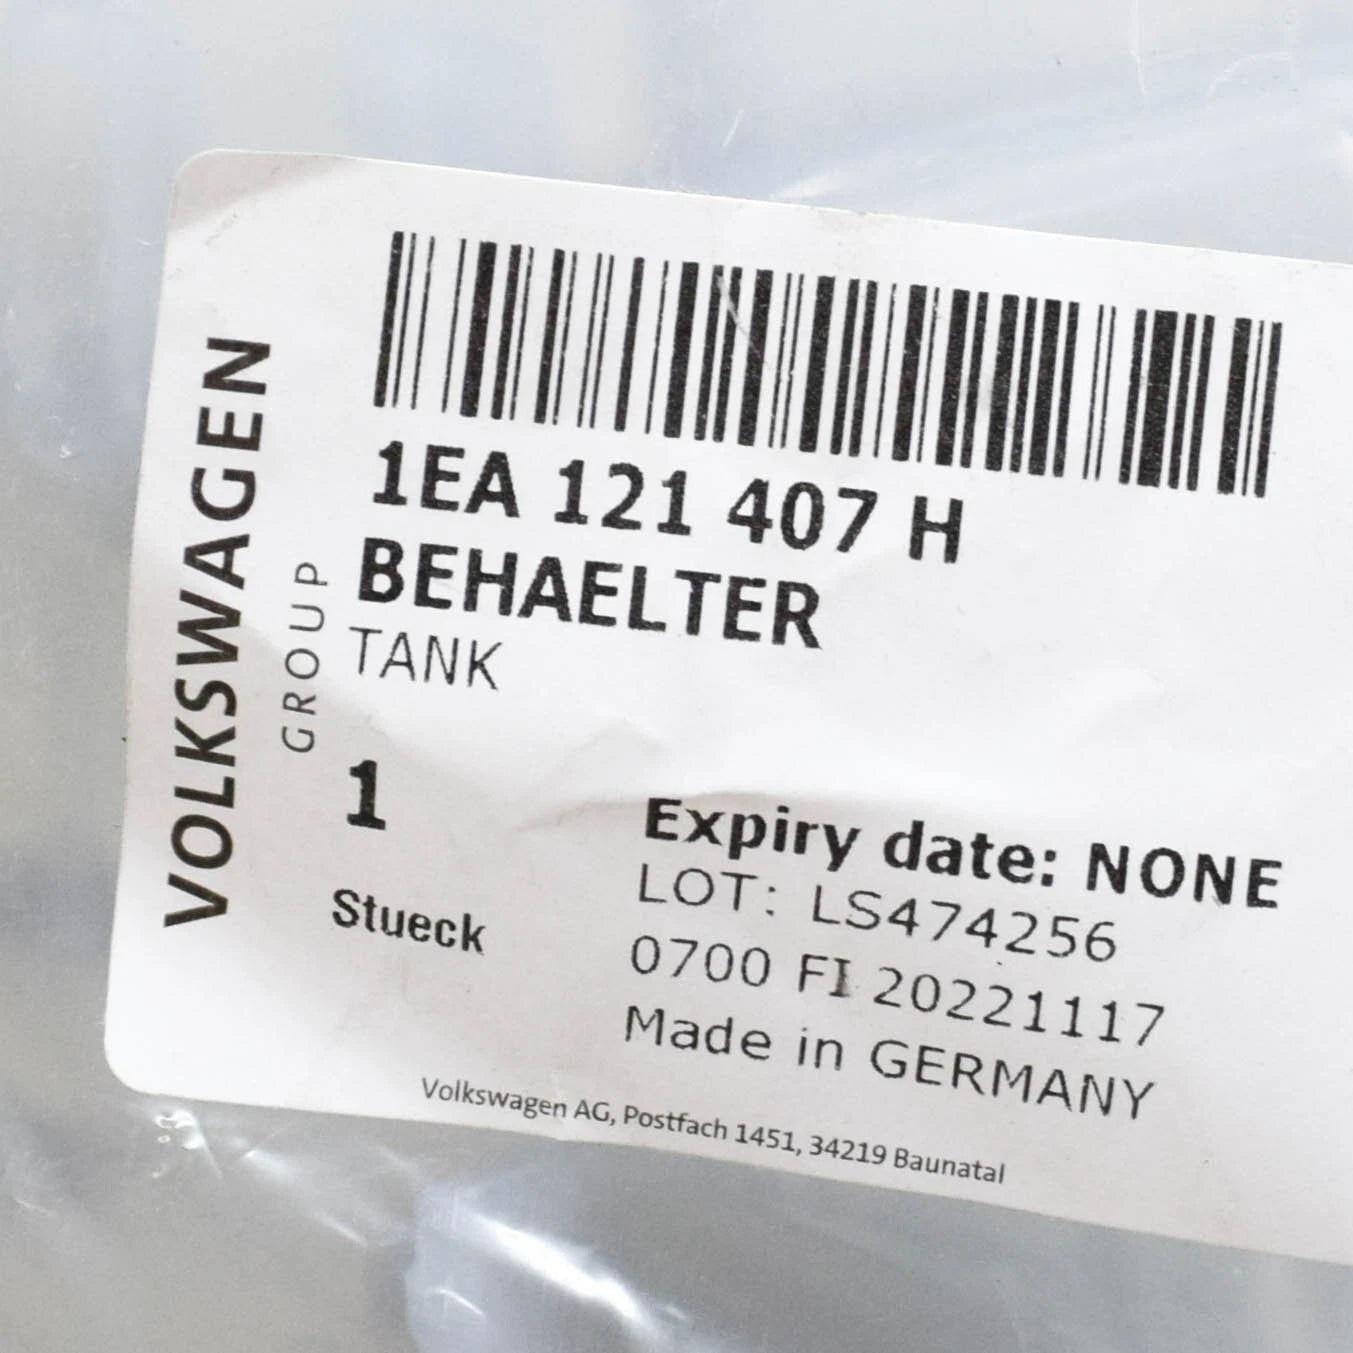 VOLKSWAGEN
GROUP
1EA 121 407 H
BEHAELTER
TANK
1
Stueck
Expiry date: NONE
LOT: LS474256
0700 FI 20221117
Made in GERMANY
Volkswagen AG, Postfach 1451, 34219 Baunatal